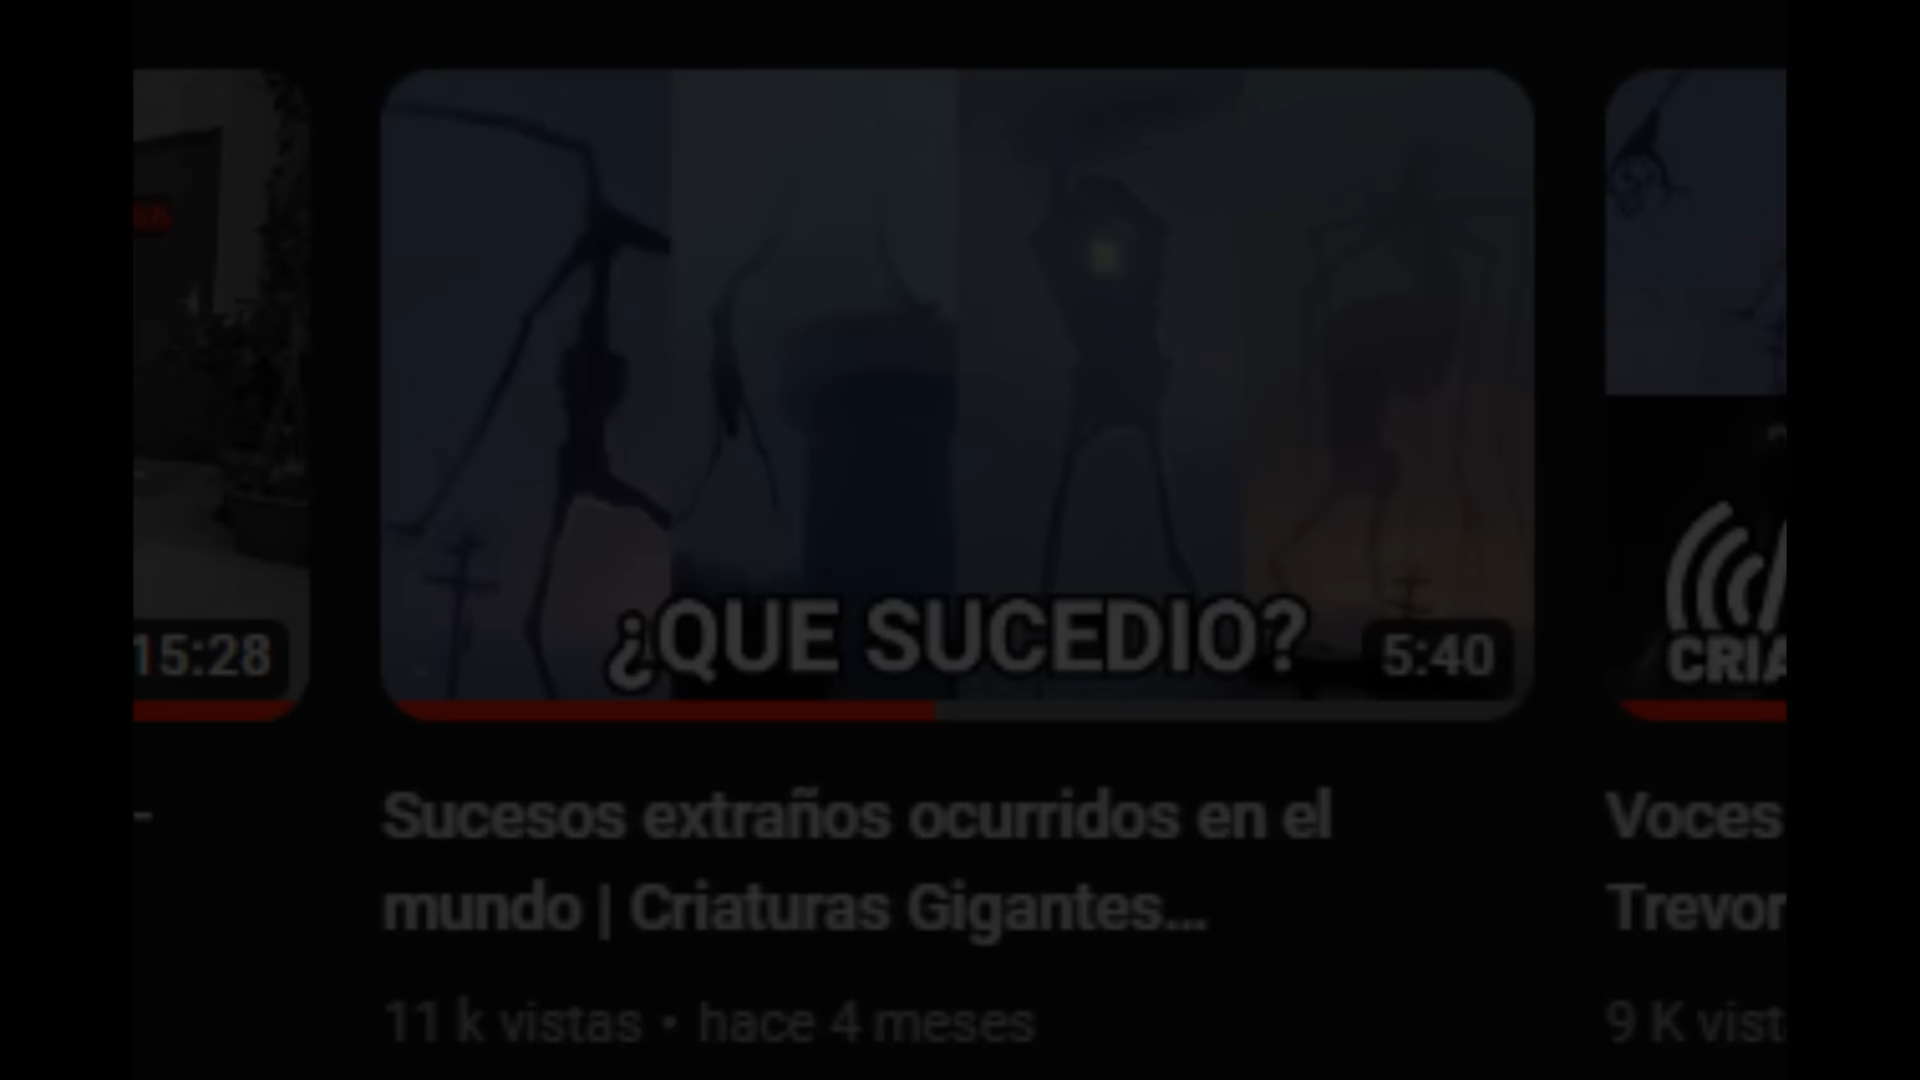 15:28
¿QUE SUCEDIO?
5:40
CRIA
Sucesos extraños ocurridos en el
mundo | Criaturas Gigantes...
11 k vistas • hace 4 meses
Voces
Trevor
9 K vist